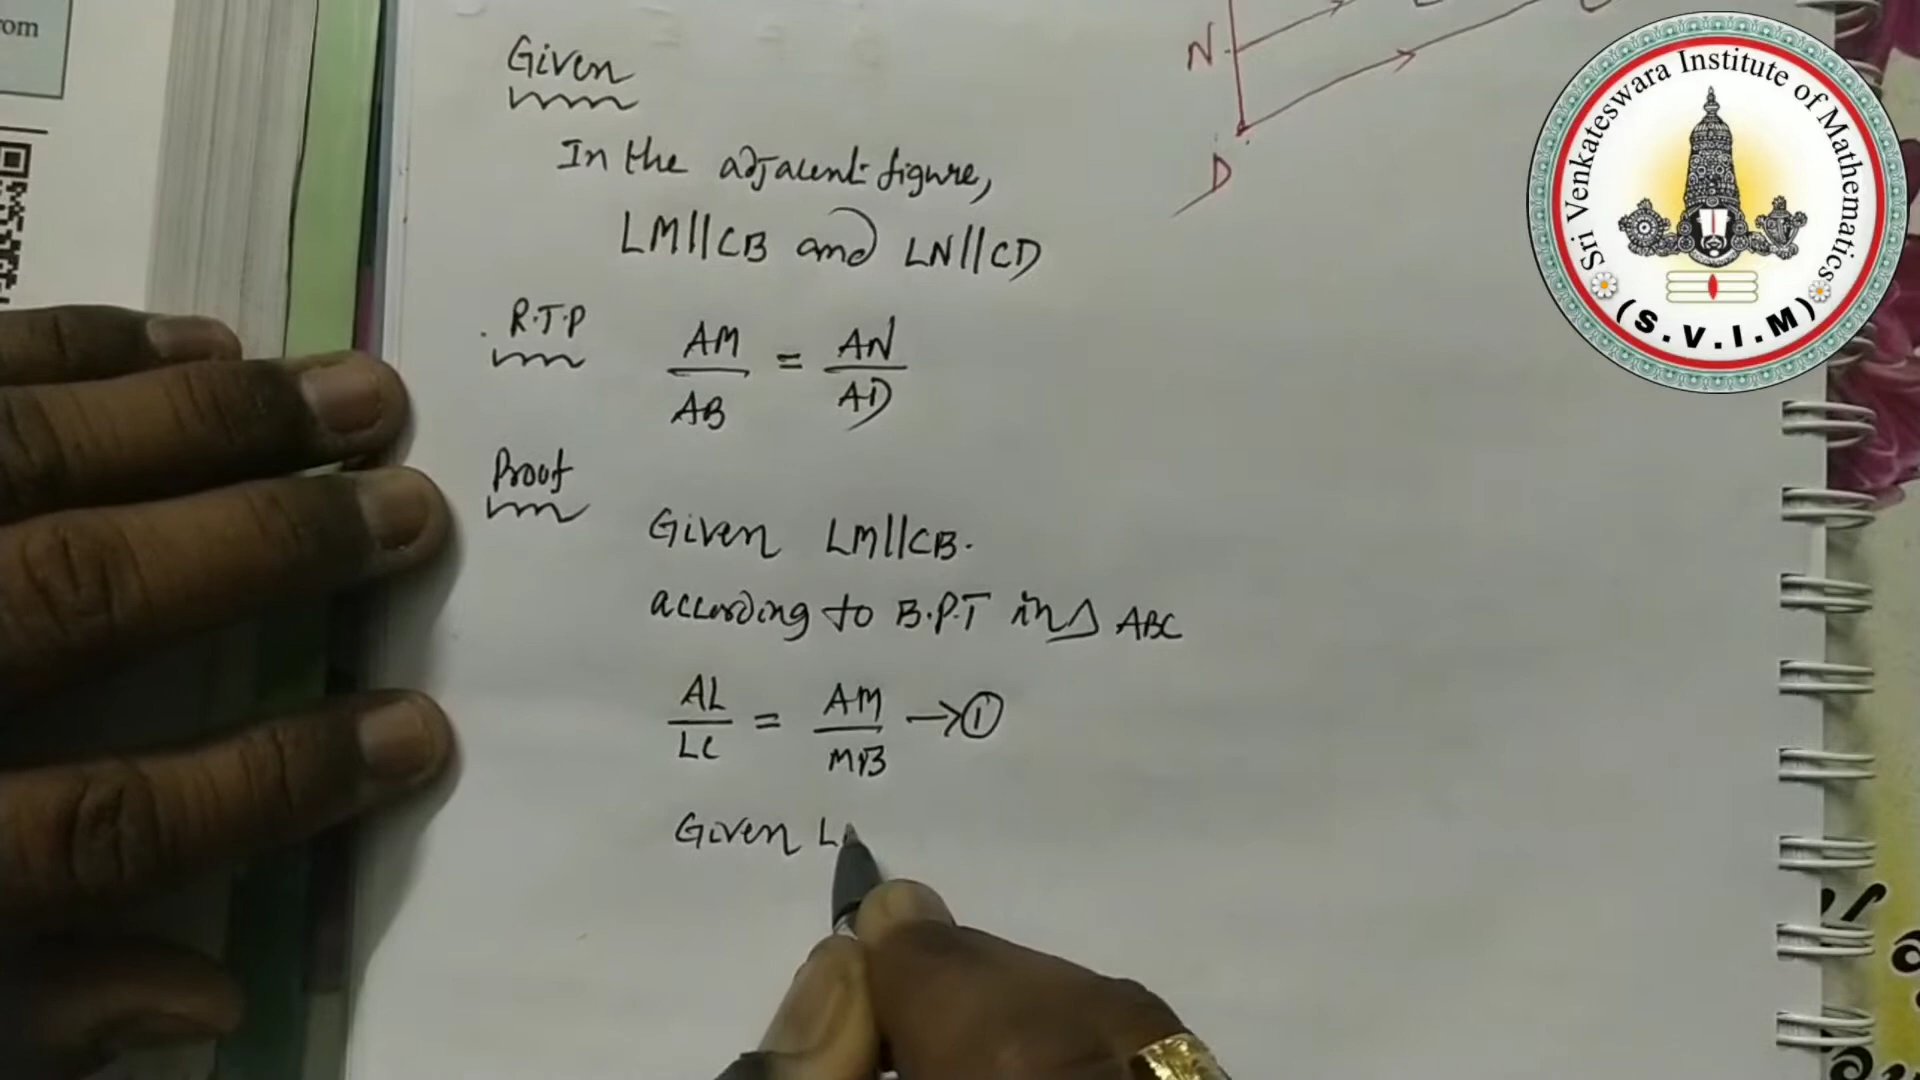 om
N
D
Sri Venkateswara Institute of Mathematics
(S.V.I.M)
Given
In the adjacent figure,
LM||CB and LN||CD
R.T.P AM/AB = AN/AD
Proof
Given LM||CB.
according to B.P.T in △ ABC
AL/LC = AM/MB →①
Given L